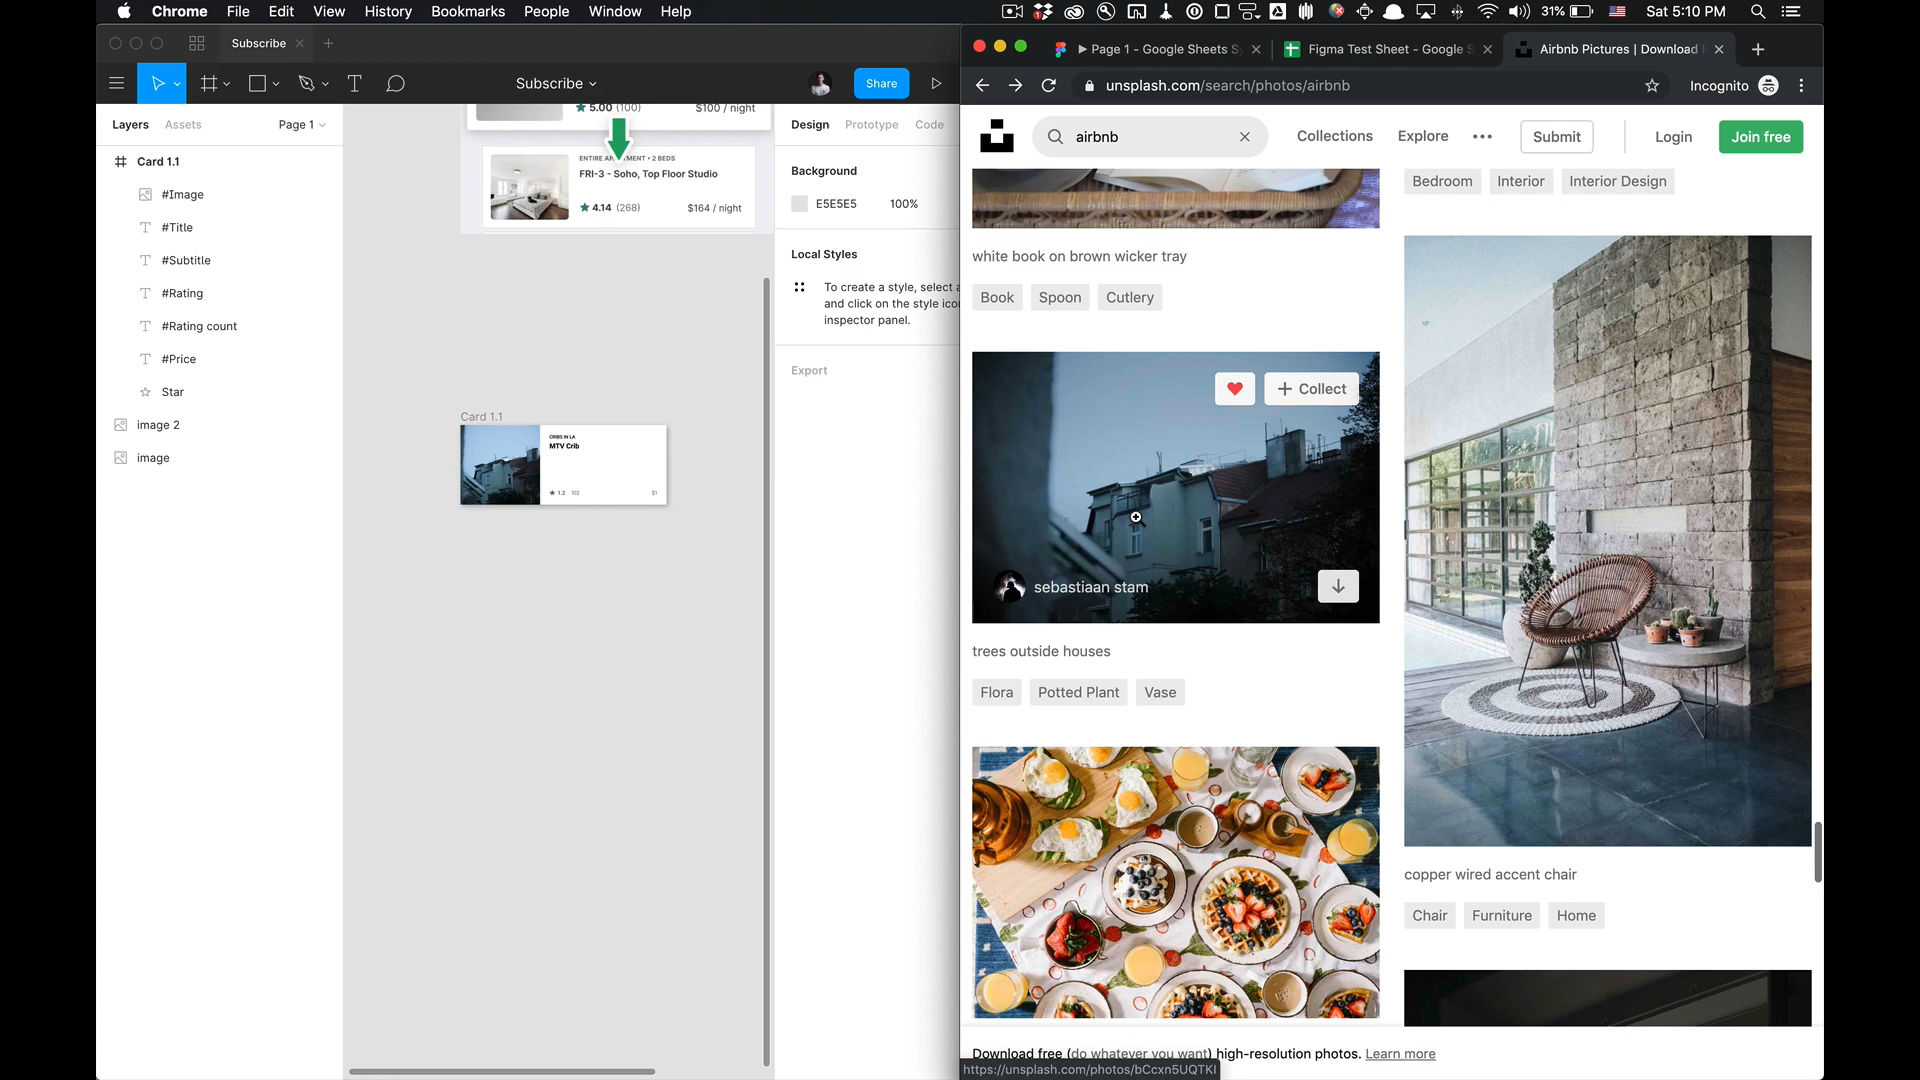 Chrome File Edit View History Bookmarks People Window Help
31% Sat 5:10 PM
Subscribe
Subscribe
Share
Layers Assets Page 1
Card 1.1
#Image
#Title
#Subtitle
#Rating
#Rating count
#Price
Star
image 2
image
5.00 (100) $100 / night
FRI-3 - Soho, Top Floor Studio
4.14 (268) $164 / night
Card 1.1
CRIBS IN LA
MTV Crib
1.2 102 $1
Design Prototype Code
Background
E5E5E5 100%
Local Styles
To create a style, select a
and click on the style
inspector panel.
Export
Page 1 - Google Sheets
Figma Test Sheet - Google
Airbnb Pictures | Download
unsplash.com/search/photos/airbnb
Incognito
airbnb
Collections Explore Submit Login Join free
white book on brown wicker tray
Book Spoon Cutlery
Collect
sebastiaan stam
trees outside houses
Flora Potted Plant Vase
Bedroom Interior Interior Design
copper wired accent chair
Chair Furniture Home
Download free (do whatever you want) high-resolution photos. Learn more
https://unsplash.com/photos/bCcxn5UQTKI